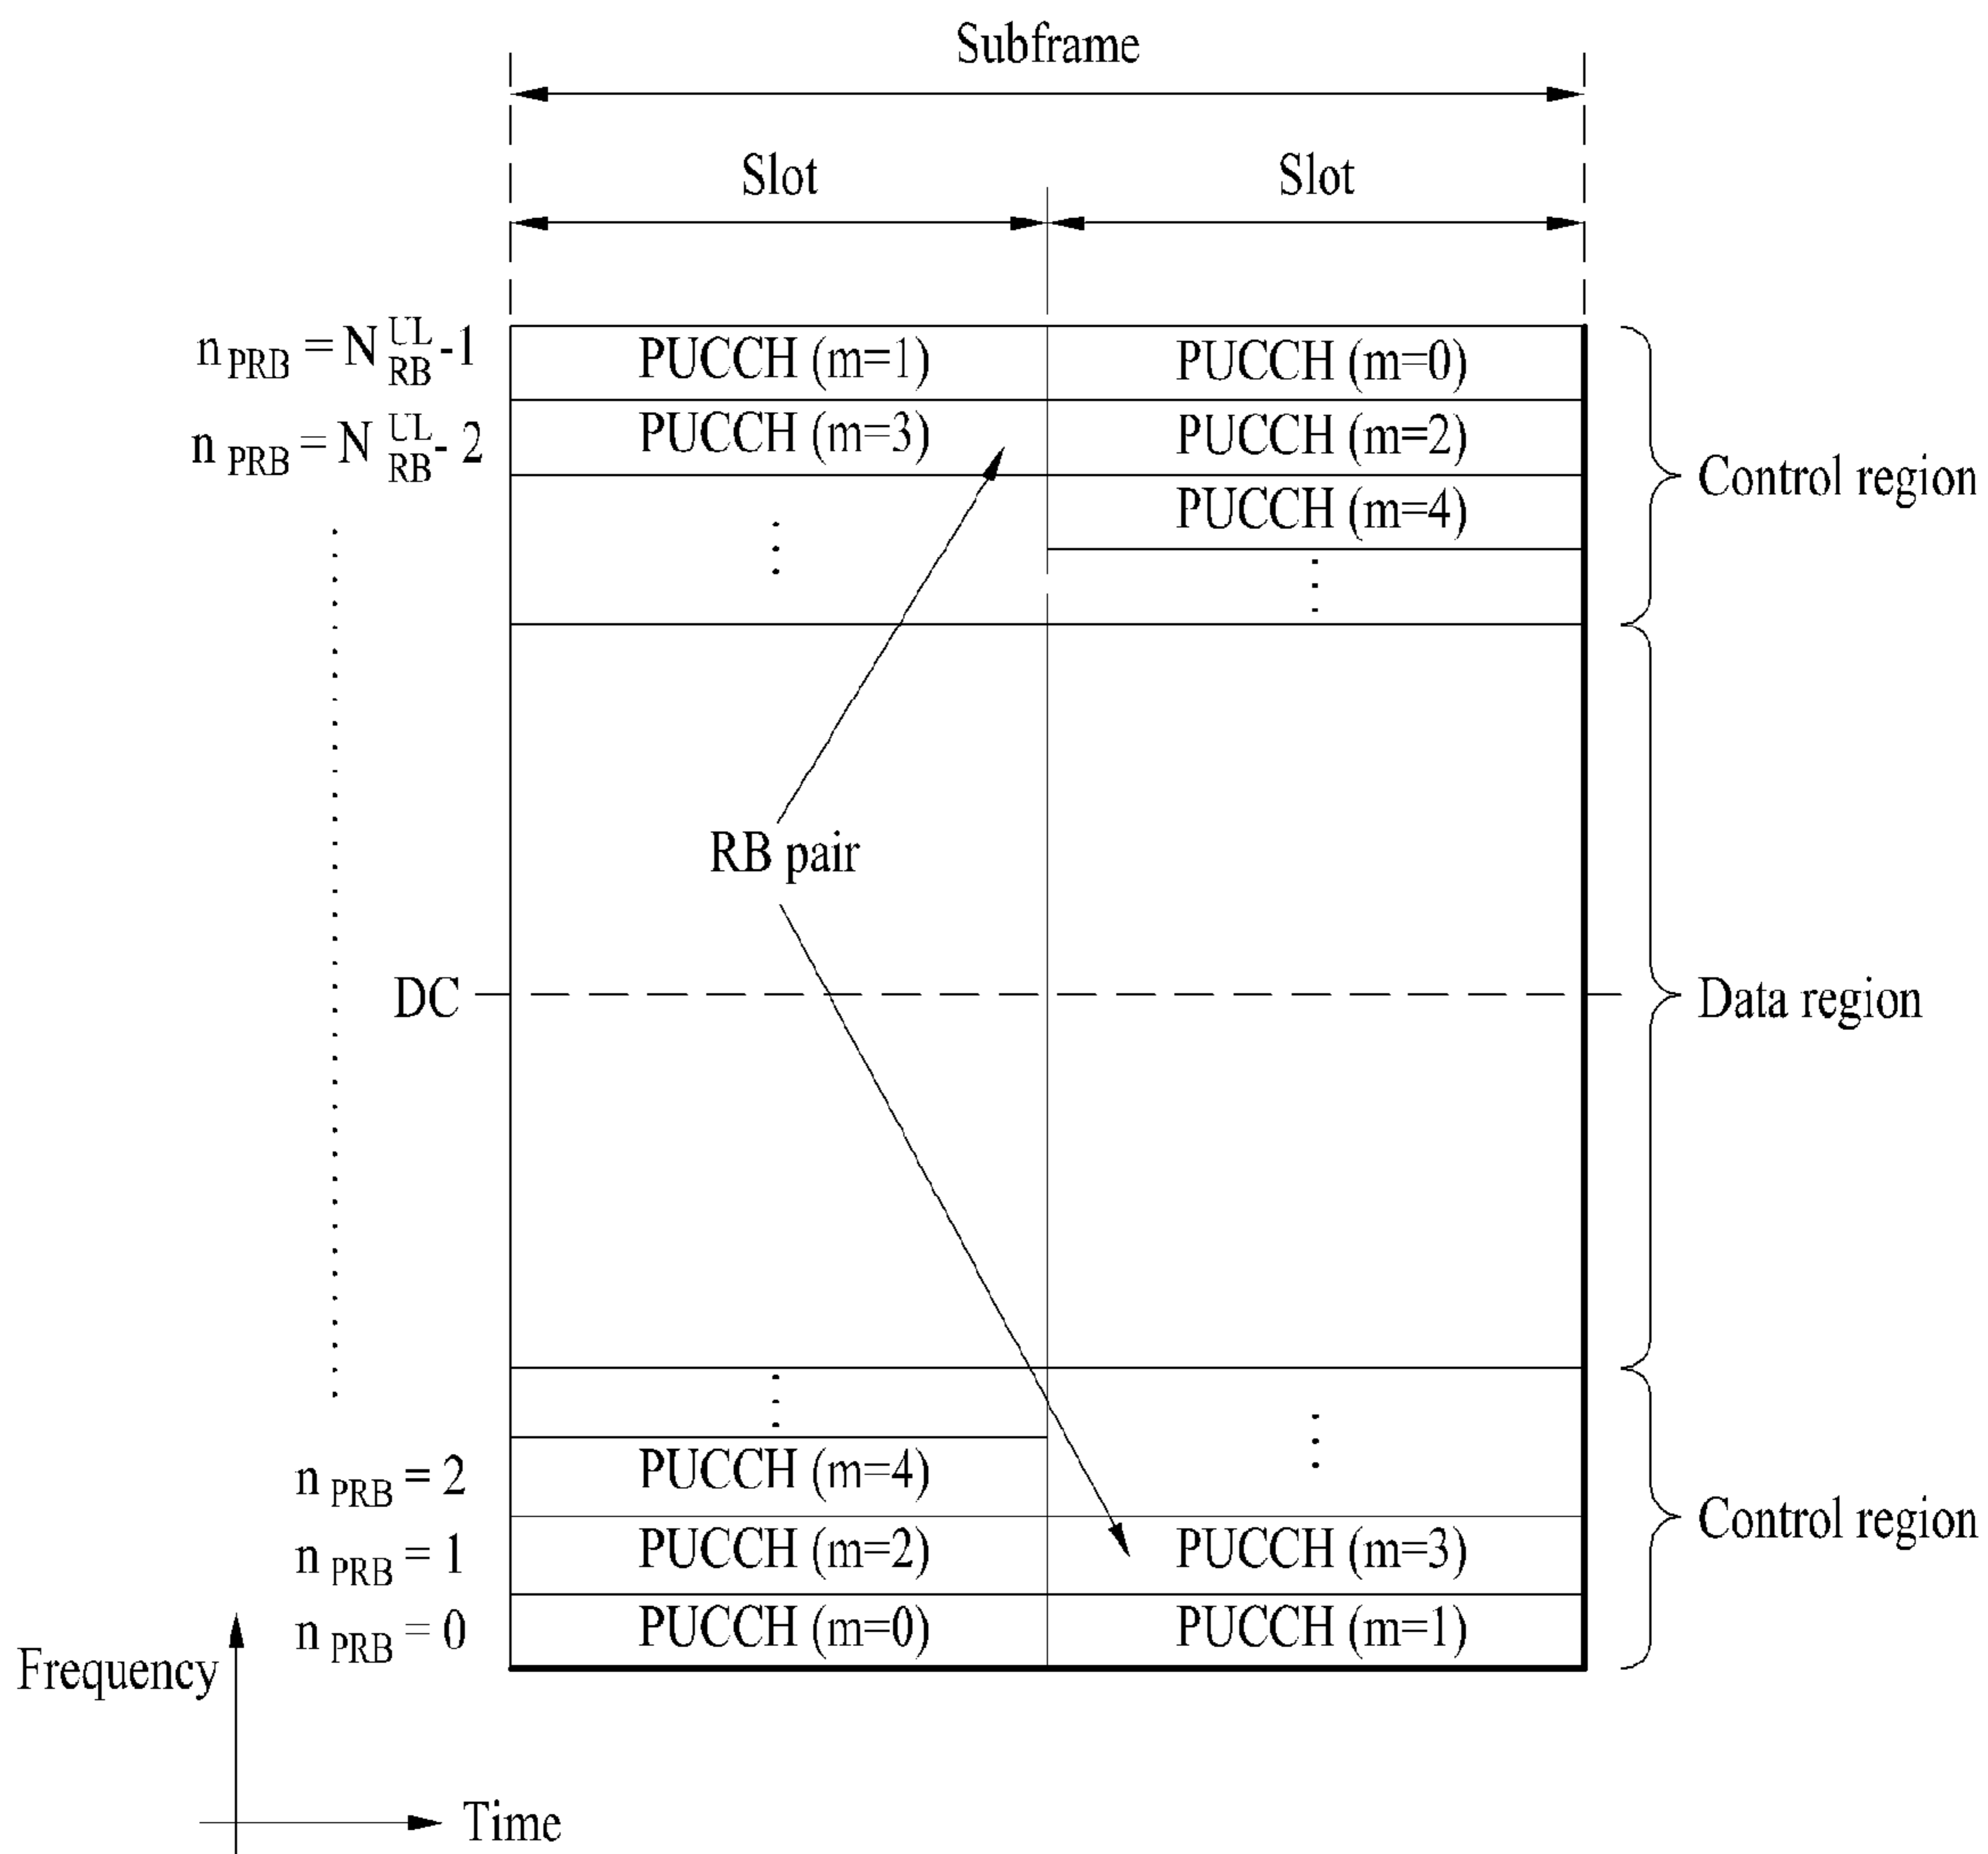 Subframe
Slot Slot
n PRB = N UL RB -1 PUCCH (m=1) PUCCH (m=0)
n PRB = N UL RB - 2 PUCCH (m=3) PUCCH (m=2)
Control region
PUCCH (m=4)
RB pair
DC Data region
n PRB = 2 PUCCH (m=4)
Control region
n PRB = 1 PUCCH (m=2) PUCCH (m=3)
n PRB = 0 PUCCH (m=0) PUCCH (m=1)
Frequency
Time